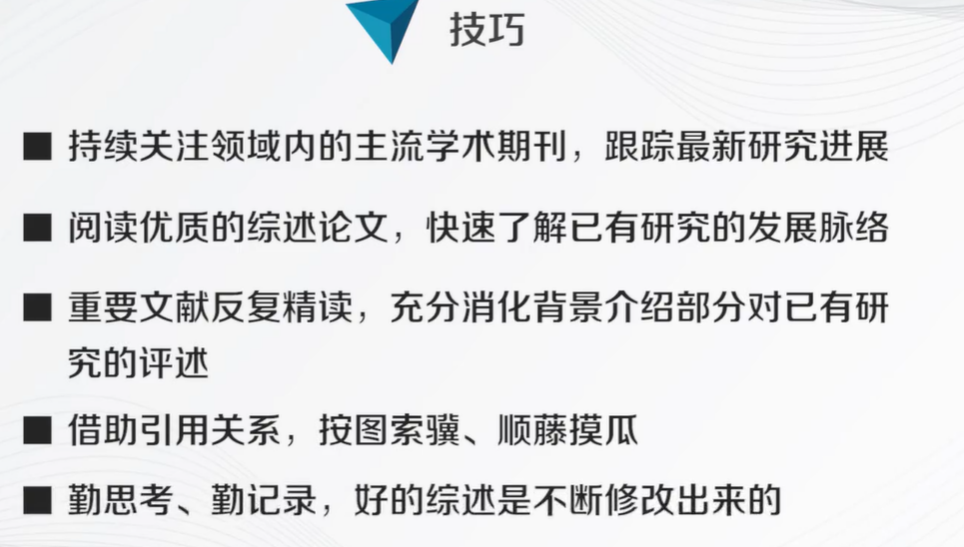 技巧
■ 持续关注领域内的主流学术期刊，跟踪最新研究进展
■ 阅读优质的综述论文，快速了解已有研究的发展脉络
■ 重要文献反复精读，充分消化背景介绍部分对已有研
究的评述
■ 借助引用关系，按图索骥、顺藤摸瓜
■ 勤思考、勤记录，好的综述是不断修改出来的